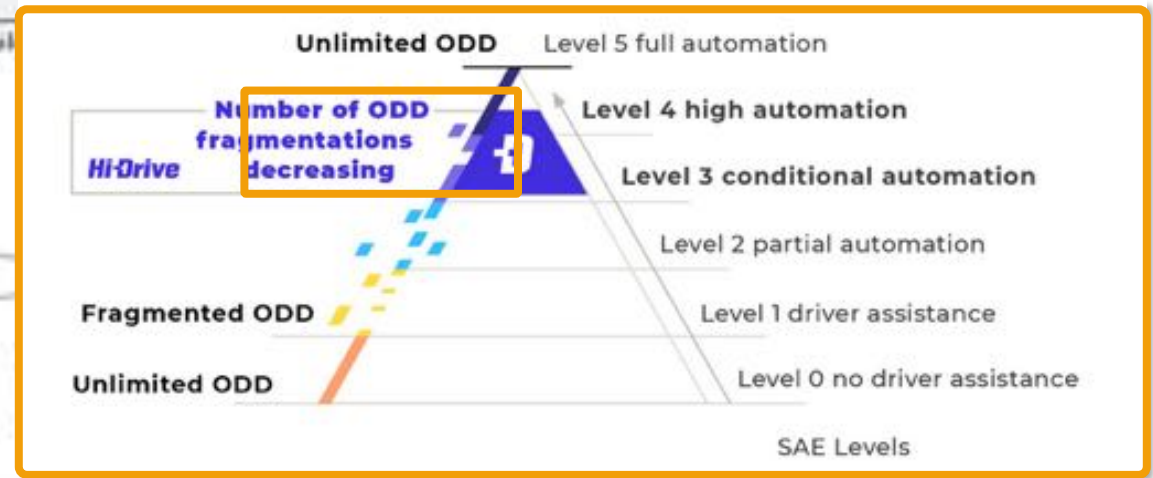 Unlimited ODD Level 5 full automation
Number of ODD Level 4 high automation
fragmentations
Hi-Drive decreasing Level 3 conditional automation
Level 2 partial automation
Fragmented ODD Level 1 driver assistance
Unlimited ODD Level 0 no driver assistance
SAE Levels